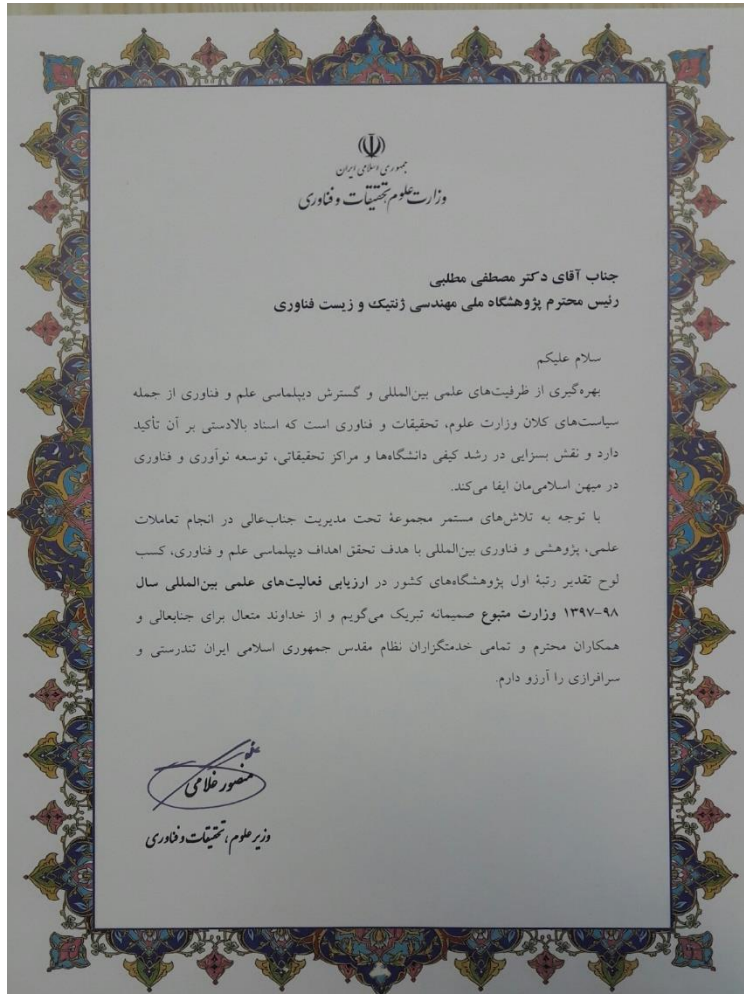 جمهوری اسلامی ایران
وزارت علوم، تحقیقات و فناوری
جناب آقای دکتر مصطفی مطلبی
رئیس محترم پژوهشگاه ملی مهندسی ژنتیک و زیست فناوری
سلام علیکم
بهره‌گیری از ظرفیت‌های علمی بین‌المللی و گسترش دیپلماسی علم و فناوری از جمله
سیاست‌های کلان وزارت علوم، تحقیقات و فناوری است که اسناد بالادستی بر آن تأکید
دارد و نقش بسزایی در رشد کیفی دانشگاه‌ها و مراکز تحقیقاتی، توسعه نوآوری و فناوری
در میهن اسلامی‌مان ایفا می‌کند.
با توجه به تلاش‌های مستمر مجموعهٔ تحت مدیریت جناب‌عالی در انجام تعاملات
علمی، پژوهشی و فناوری بین‌المللی با هدف تحقق اهداف دیپلماسی علم و فناوری، کسب
لوح تقدیر رتبهٔ اول پژوهشگاه‌های کشور در ارزیابی فعالیت‌های علمی بین‌المللی سال
۱۳۹۷-۹۸ وزارت متبوع صمیمانه تبریک می‌گویم و از خداوند متعال برای جنابعالی و
همکاران محترم و تمامی خدمتگزاران نظام مقدس جمهوری اسلامی ایران تندرستی و
سرافرازی را آرزو دارم.
منصور غلامی
وزیر علوم، تحقیقات و فناوری